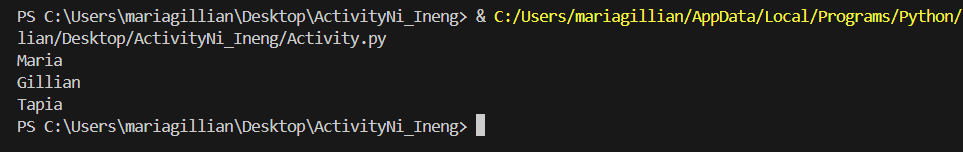 PS C:\Users\mariagillian\Desktop\ActivityNi_Ineng> & C:/Users/mariagillian/AppData/Local/Programs/Python/
lian/Desktop/ActivityNi_Ineng/Activity.py
Maria
Gillian
Tapia
PS C:\Users\mariagillian\Desktop\ActivityNi_Ineng>